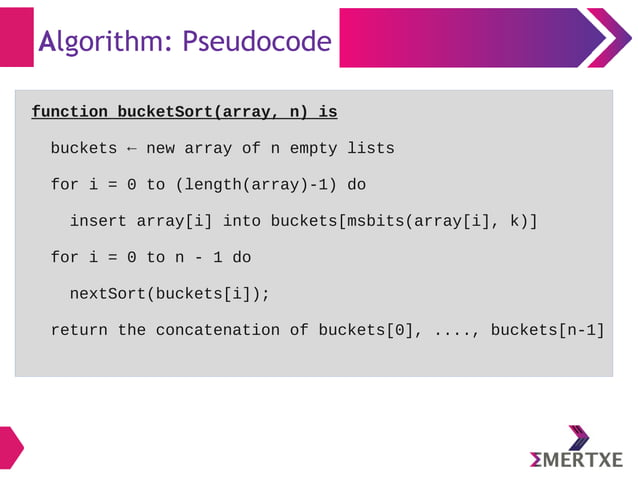 Algorithm: Pseudocode
function bucketSort(array, n) is
buckets ← new array of n empty lists
for i = 0 to (length(array)-1) do
insert array[i] into buckets[msbits(array[i], k)]
for i = 0 to n - 1 do
nextSort(buckets[i]);
return the concatenation of buckets[0], ...., buckets[n-1]
EMERTXE